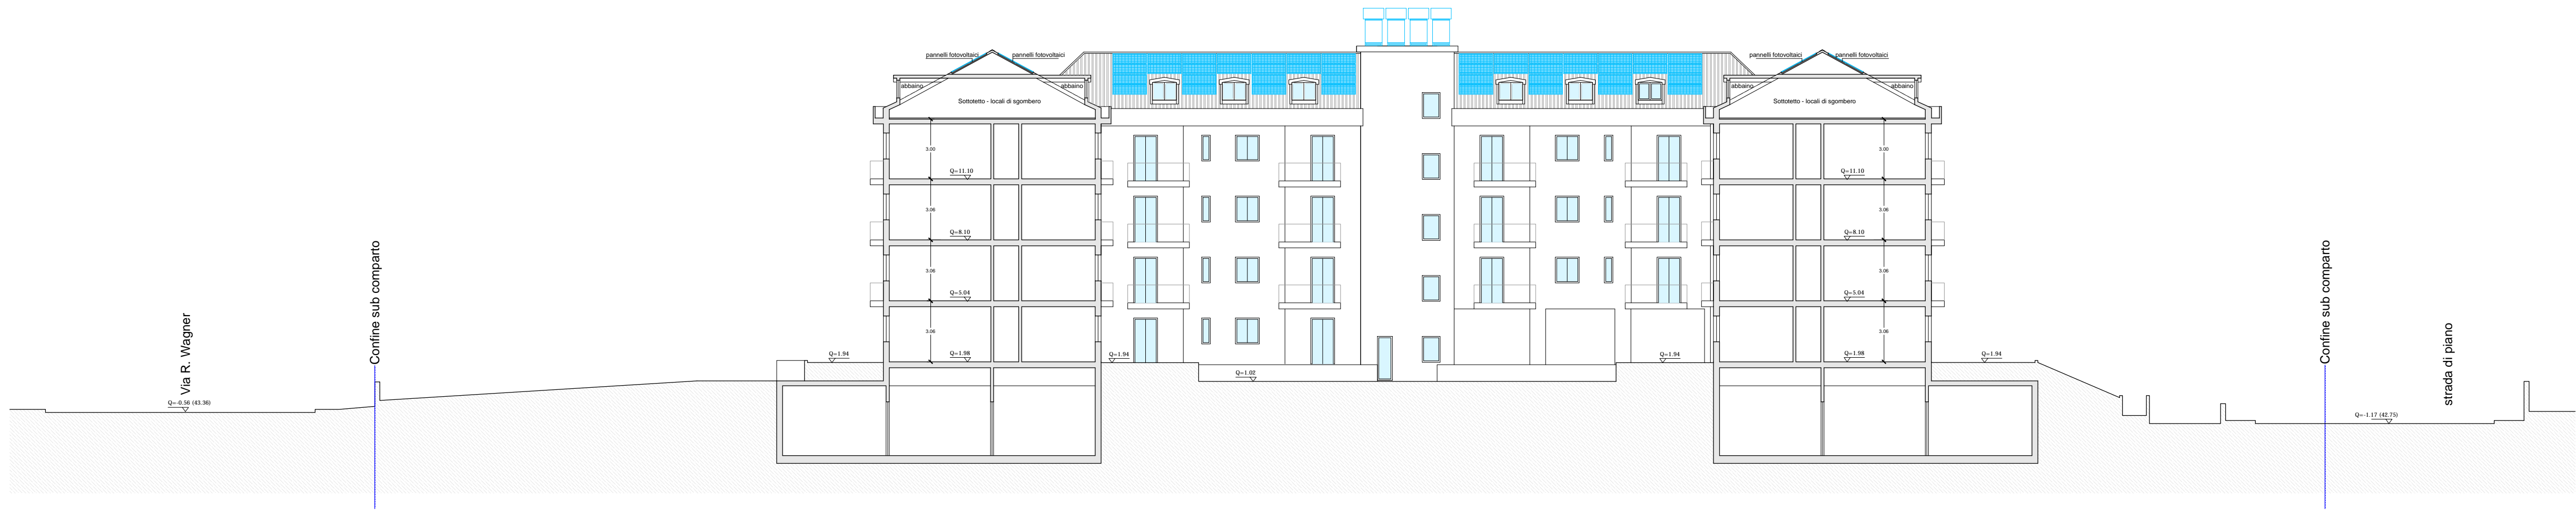 pannelli fotovoltaici
pannelli fotovoltaici
pannelli fotovoltaici
pannelli fotovoltaici
abbaino
abbaino
abbaino
abbaino
Sottotetto - locali di sgombero
Sottotetto - locali di sgombero
3.00
3.00
Q=11.10
Q=11.10
3.06
3.06
Q=8.10
Q=8.10
3.06
3.06
Q=5.04
Q=5.04
3.06
3.06
Q=1.94
Q=1.98
Q=1.94
Q=1.94
Q=1.98
Q=1.94
Q=1.02
Via R. Wagner
Q=-0.56 (43.36)
Confine sub comparto
Confine sub comparto
strada di piano
Q=-1.17 (42.75)